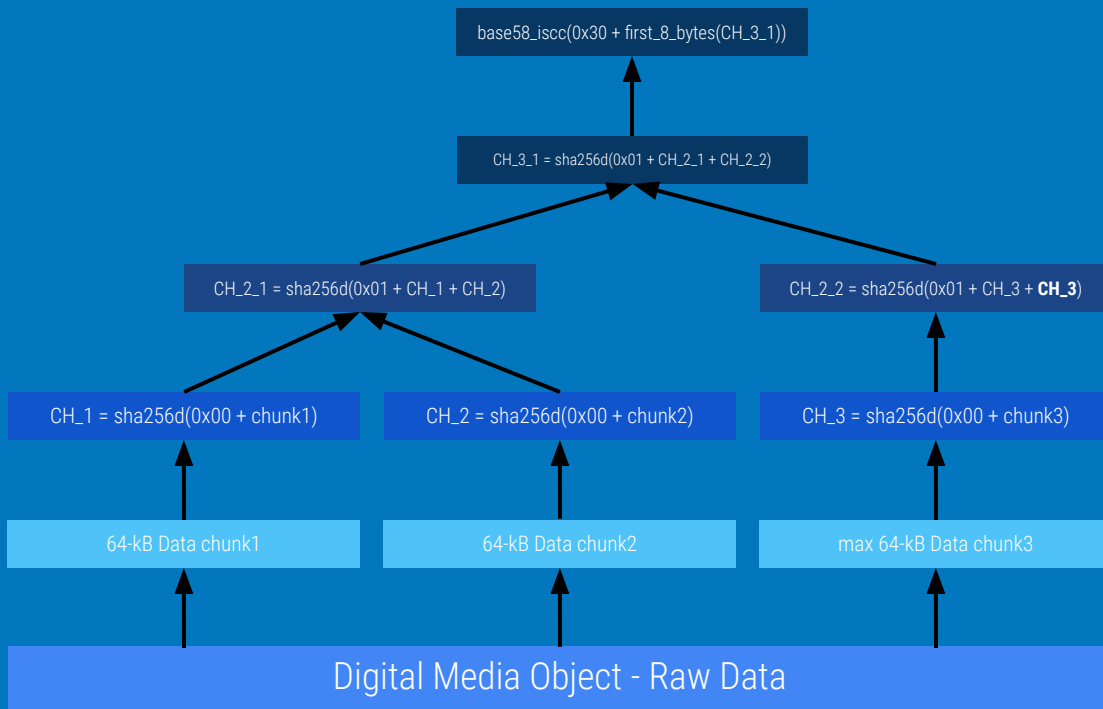 base58_iscc(0x30 + first_8_bytes(CH_3_1))
CH_3_1 = sha256d(0x01 + CH_2_1 + CH_2_2)
CH_2_1 = sha256d(0x01 + CH_1 + CH_2)
CH_2_2 = sha256d(0x01 + CH_3 + CH_3)
CH_1 = sha256d(0x00 + chunk1)
CH_2 = sha256d(0x00 + chunk2)
CH_3 = sha256d(0x00 + chunk3)
64-kB Data chunk1
64-kB Data chunk2
max 64-kB Data chunk3
Digital Media Object - Raw Data